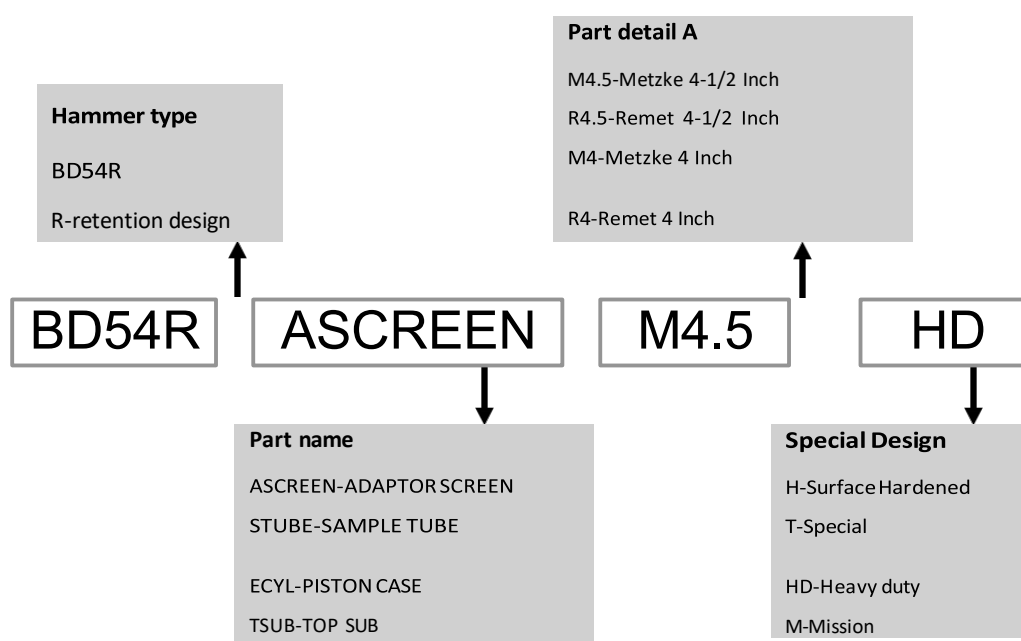 Part detail A
M4.5-Metzke 4-1/2 Inch
R4.5-Remet 4-1/2 Inch
M4-Metzke 4 Inch
R4-Remet 4 Inch
Hammer type
BD54R
R-retention design
BD54R
ASCREEN
M4.5
HD
Part name
ASCREEN-ADAPTOR SCREEN
STUBE-SAMPLE TUBE
ECYL-PISTON CASE
TSUB-TOP SUB
Special Design
H-Surface Hardened
T-Special
HD-Heavy duty
M-Mission